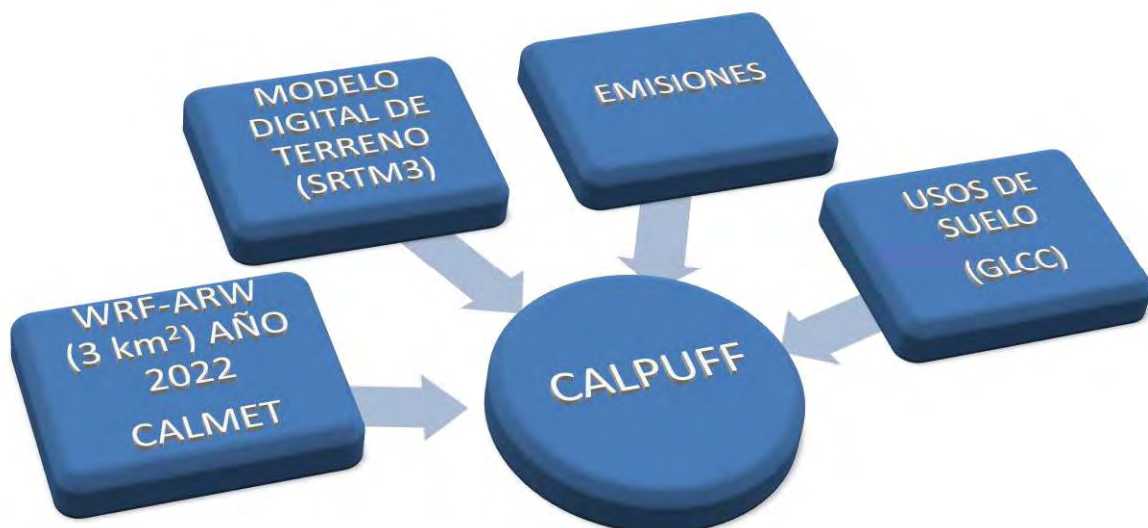 MODELO
DIGITAL DE
TERRENO
(SRTM3)
EMISIONES
USOS DE
SUELO
(GLCC)
WRF-ARW
(3 km²) AÑO
2022
CALMET
CALPUFF